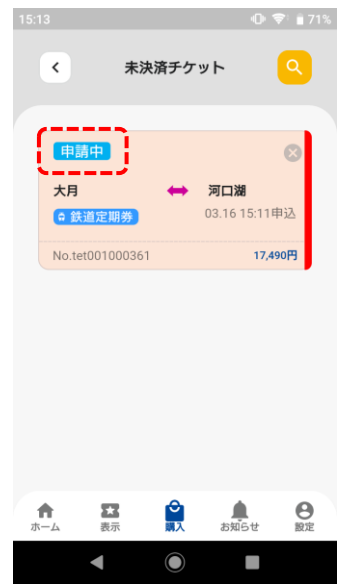 15:13 71%
未決済チケット
申請中
大月 河口湖
鉄道定期券 03.16 15:11申込
No.tet001000361 17,490円
ホーム 表示 購入 お知らせ 設定